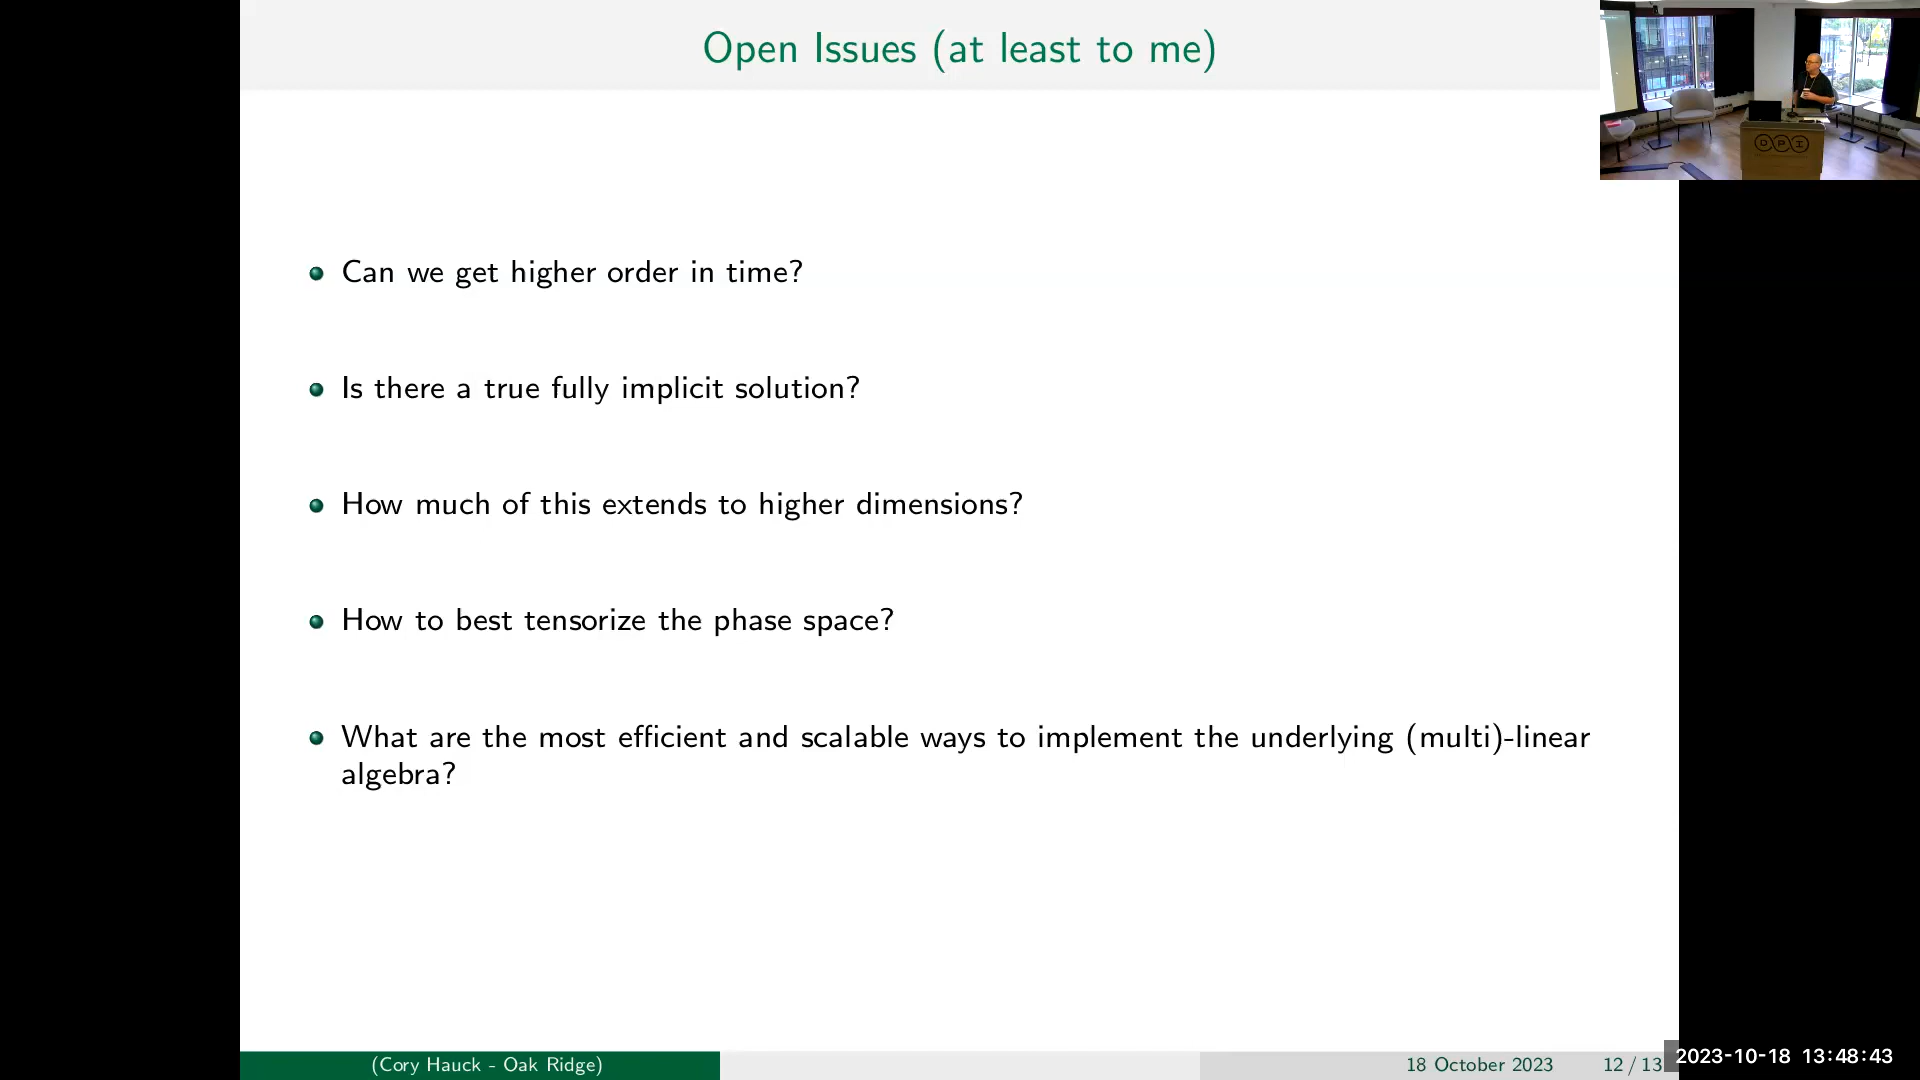 Open Issues (at least to me)
Can we get higher order in time?
Is there a true fully implicit solution?
How much of this extends to higher dimensions?
How to best tensorize the phase space?
What are the most efficient and scalable ways to implement the underlying (multi)-linear
algebra?
(Cory Hauck - Oak Ridge)
18 October 2023
12 / 13
2023-10-18 13:48:43
DPI